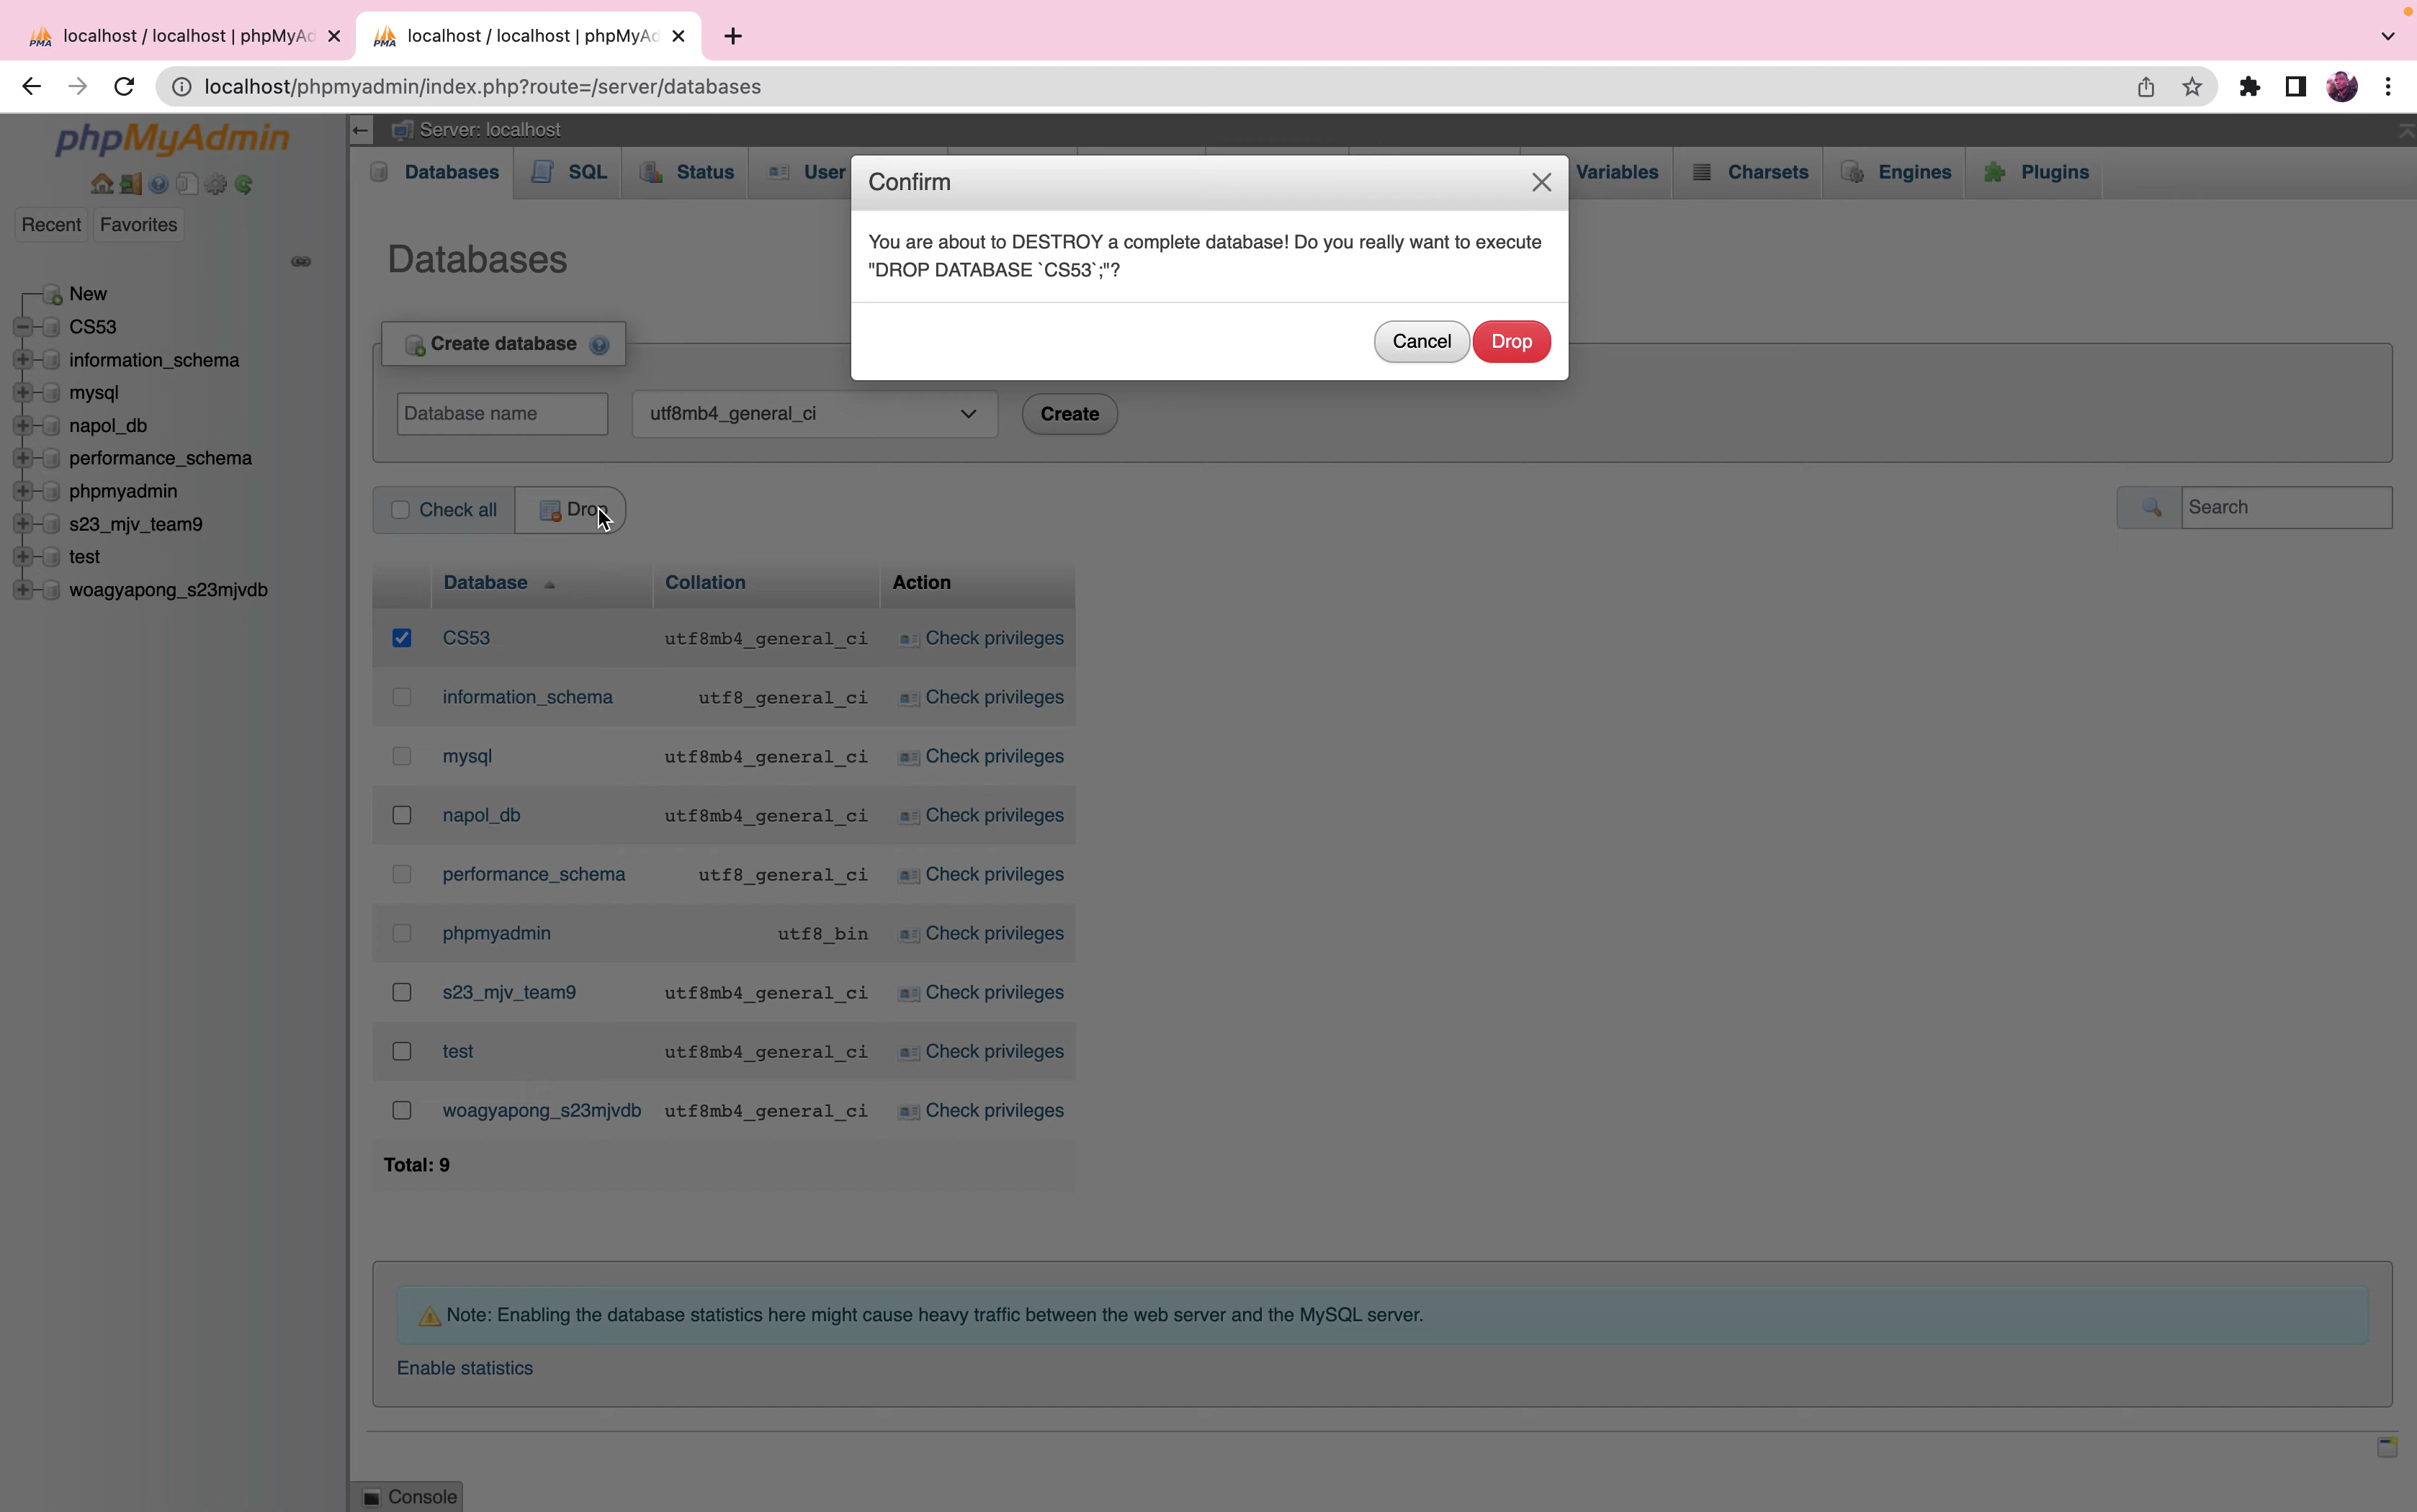 localhost / localhost | phpMyAd
localhost / localhost | phpMyAd
localhost/phpmyadmin/index.php?route=/server/databases
phpMyAdmin
Recent Favorites
New
CS53
information_schema
mysql
napol_db
performance_schema
phpmyadmin
s23_mjv_team9
test
woagyapong_s23mjvdb
Server: localhost
Databases SQL Status User Variables Charsets Engines Plugins
Confirm
You are about to DESTROY a complete database! Do you really want to execute
"DROP DATABASE `CS53`;"?
Cancel Drop
Databases
Create database
Database name utf8mb4_general_ci Create
Check all Drop Search
Database Collation Action
CS53 utf8mb4_general_ci Check privileges
information_schema utf8_general_ci Check privileges
mysql utf8mb4_general_ci Check privileges
napol_db utf8mb4_general_ci Check privileges
performance_schema utf8_general_ci Check privileges
phpmyadmin utf8_bin Check privileges
s23_mjv_team9 utf8mb4_general_ci Check privileges
test utf8mb4_general_ci Check privileges
woagyapong_s23mjvdb utf8mb4_general_ci Check privileges
Total: 9
Note: Enabling the database statistics here might cause heavy traffic between the web server and the MySQL server.
Enable statistics
Console